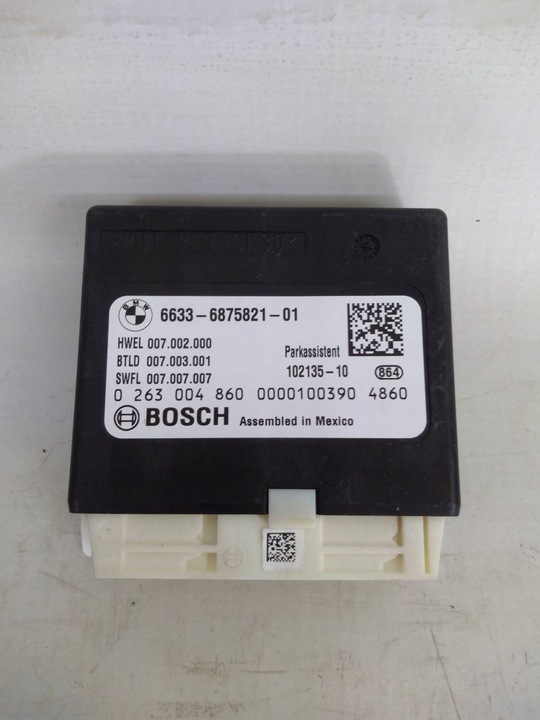 BMW 6633-6875821-01
HWEL 007.002.000
BTLD 007.003.001 Parkassistent
SWFL 007.007.007 102135-10 864
0 263 004 860 0000100390 4860
BOSCH Assembled in Mexico